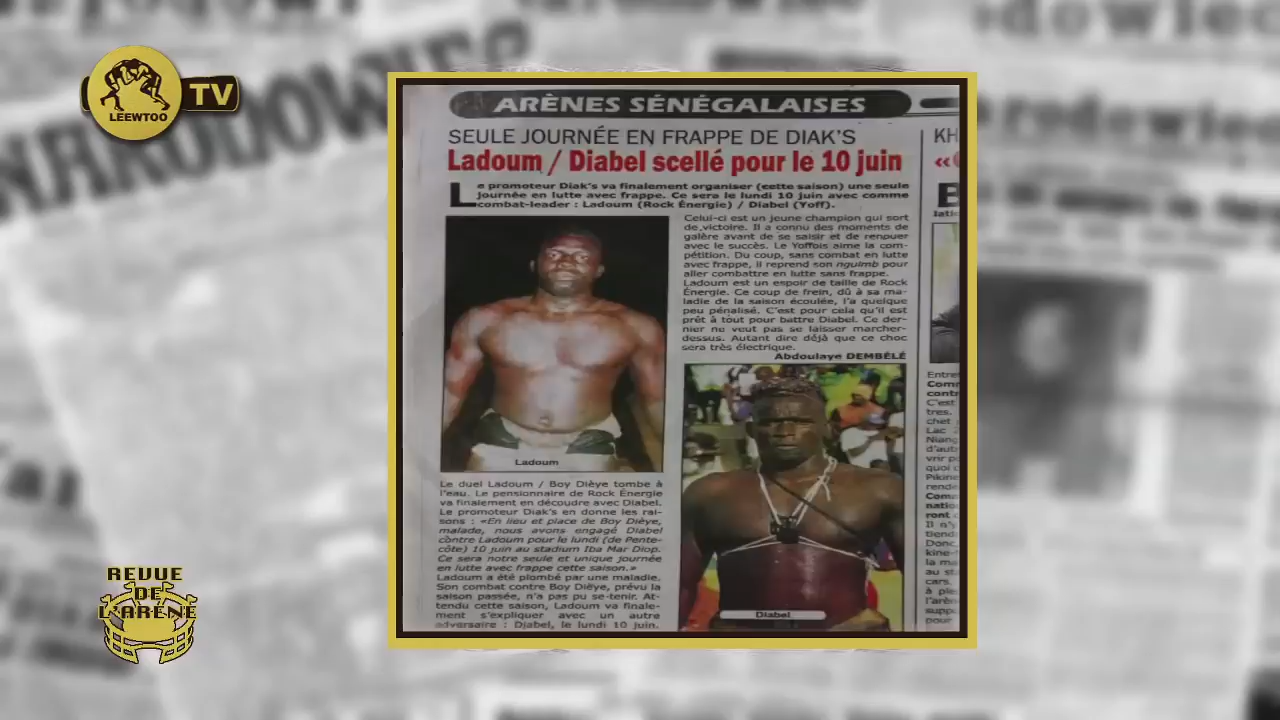 LEEWTOO
TV
REVUE
DE
L'ARÈNE
NARODOWIEC
ARÈNES SÉNÉGALAISES
SEULE JOURNÉE EN FRAPPE DE DIAK'S
Ladoum / Diabel scellé pour le 10 juin
Le promoteur Diak's va finalement organiser (cette saison) une seule
journée en lutte avec frappe. Ce sera le lundi 10 juin avec comme
combat-leader : Ladoum (Rock Énergie) / Diabel (Yoff).
Ladoum
Le duel Ladoum / Boy Dièye tombe à
l'eau. Le pensionnaire de Rock Énergie
va finalement en découdre avec Diabel.
Le promoteur Diak's en donne les rai-
sons : «En lieu et place de Boy Dièye,
malade, nous avons engagé Diabel
contre Ladoum pour le lundi (de Pente-
côte) 10 juin au stadium Iba Mar Diop.
Ce sera notre seule et unique journée
en lutte avec frappe cette saison.»
Ladoum a été plombé par une maladie.
Son combat contre Boy Dièye, prévu la
saison passée, n'a pas pu se tenir. At-
tendu cette saison, Ladoum va finale-
ment s'expliquer avec un autre
adversaire : Diabel, le lundi 10 juin.
Celui-ci est un jeune champion qui sort
de victoire. Il a connu des moments de
galère avant de se saisir et de renouer
avec le succès. Le Yoffois aime la com-
pétition. Du coup, sans combat en lutte
avec frappe, il reprend son nguimb pour
aller combattre en lutte sans frappe.
Ladoum est un espoir de taille de Rock
Énergie. Ce coup de frein, dû à sa ma-
ladie de la saison écoulée, l'a quelque
peu pénalisé. C'est pour cela qu'il est
prêt à tout pour battre Diabel. Ce der-
nier ne veut pas se laisser marcher-
dessus. Autant dire déjà que ce choc
sera très électrique.
Abdoulaye DEMBÉLÉ
Diabel
KH